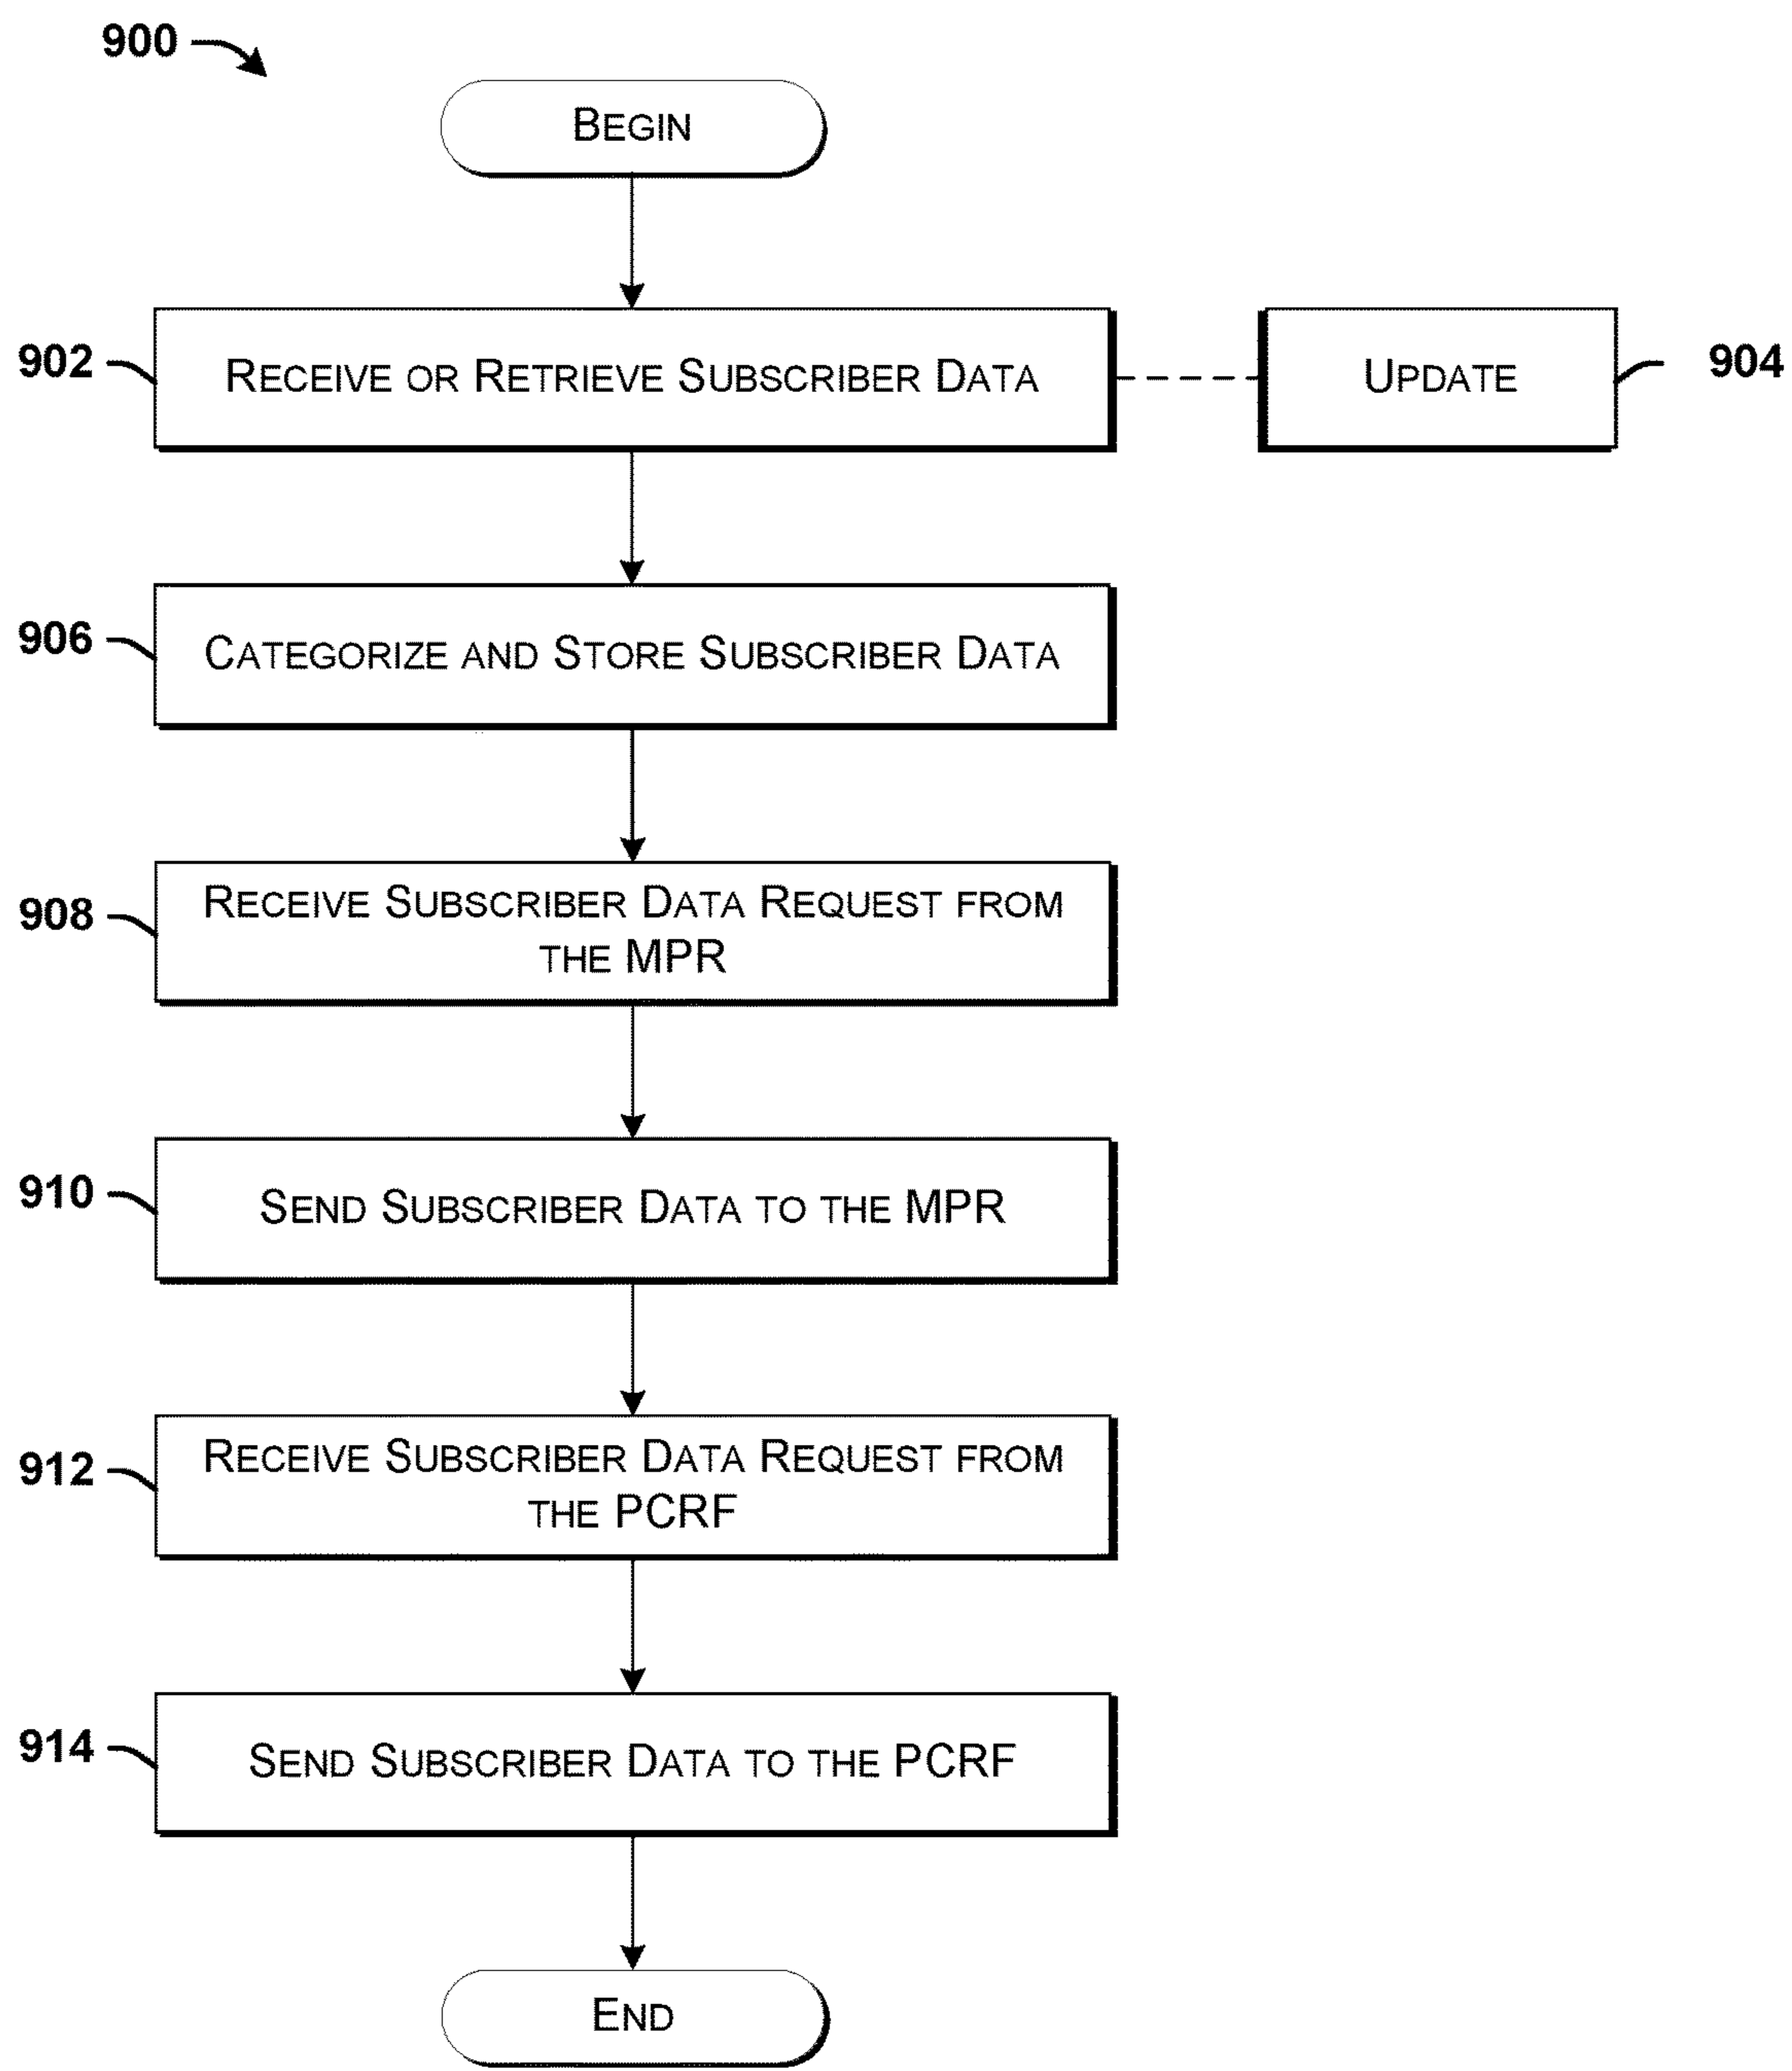 900
BEGIN
902
RECEIVE OR RETRIEVE SUBSCRIBER DATA
UPDATE
904
906
CATEGORIZE AND STORE SUBSCRIBER DATA
908
RECEIVE SUBSCRIBER DATA REQUEST FROM
THE MPR
910
SEND SUBSCRIBER DATA TO THE MPR
912
RECEIVE SUBSCRIBER DATA REQUEST FROM
THE PCRF
914
SEND SUBSCRIBER DATA TO THE PCRF
END